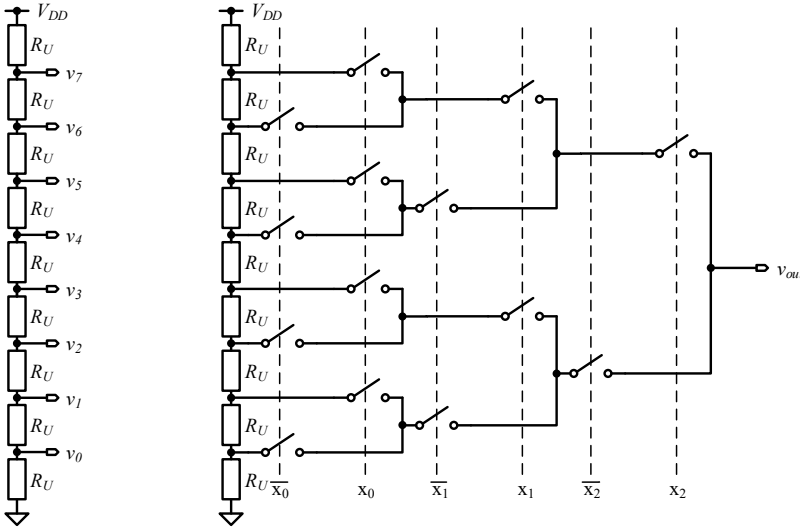 V_DD V_DD
R_U R_U
v_7
R_U R_U
v_6
R_U R_U
v_5
R_U R_U
v_4
R_U R_U
v_3
R_U R_U
v_2
R_U R_U
v_1
R_U R_U
v_0
R_U R_U
v_out
x̅_0 x_0 x̅_1 x_1 x̅_2 x_2